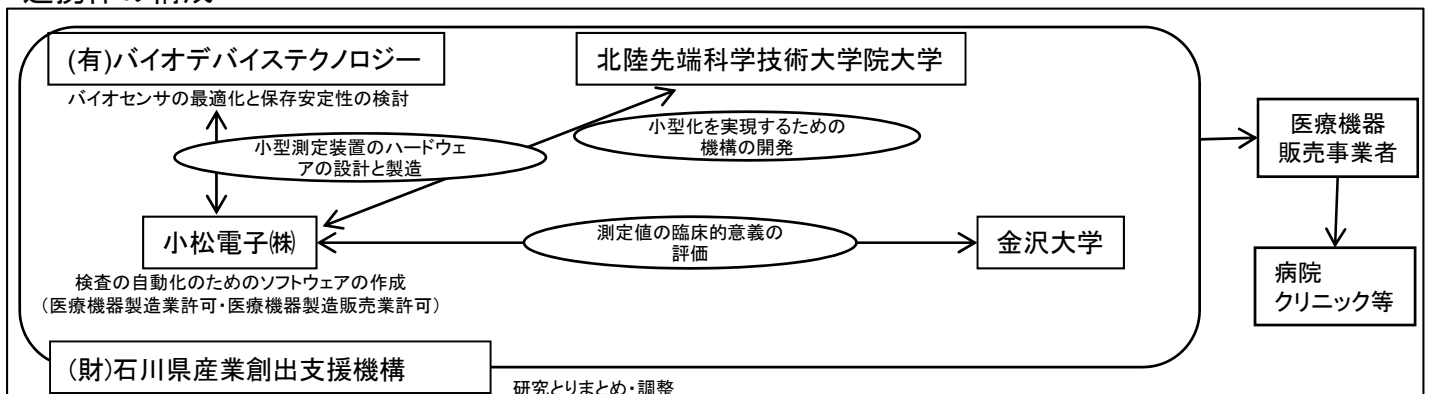 (有)バイオデバイステクノロジー
北陸先端科学技術大学院大学
バイオセンサの最適化と保存安定性の検討
小型化を実現するための
機構の開発
医療機器
販売事業者
小型測定装置のハードウェ
アの設計と製造
小松電子㈱
測定値の臨床的意義の
評価
金沢大学
検査の自動化のためのソフトウェアの作成
(医療機器製造業許可・医療機器製造販売業許可)
病院
クリニック等
(財)石川県産業創出支援機構
研究とりまとめ・調整